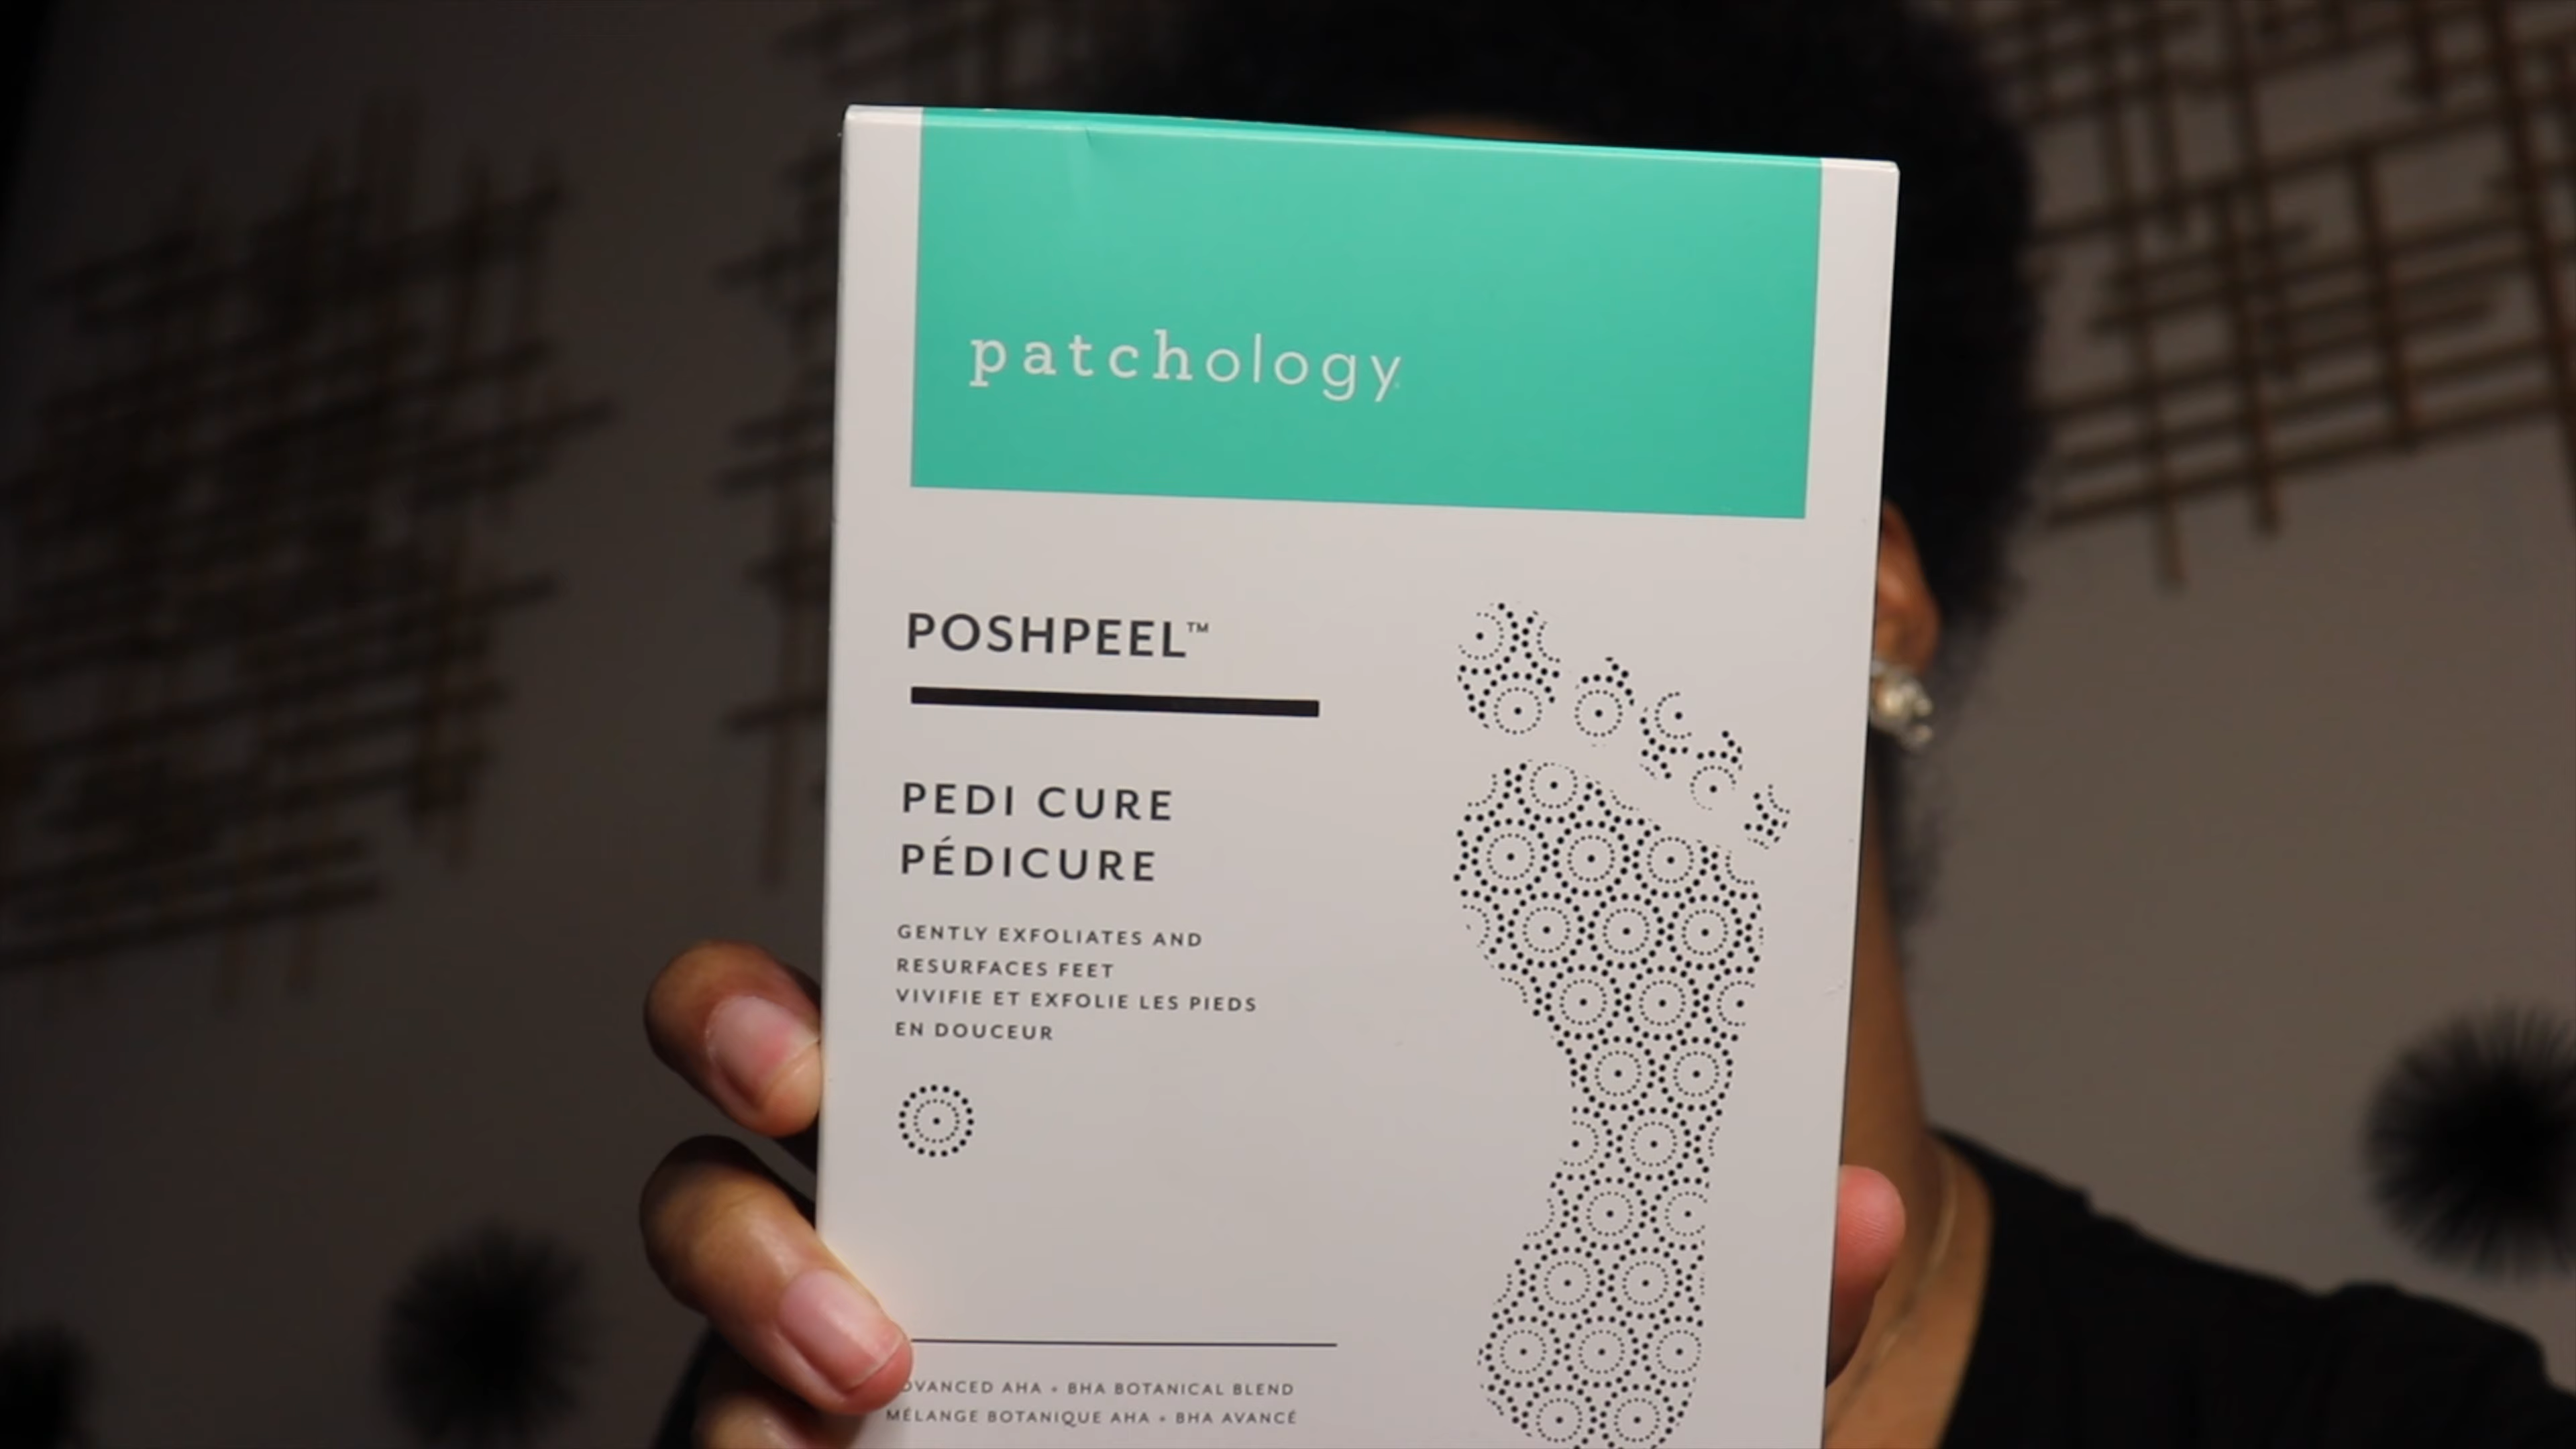 patchology
POSHPEEL™
PEDI CURE
PÉDICURE
GENTLY EXFOLIATES AND
RESURFACES FEET
VIVIFIE ET EXFOLIE LES PIEDS
EN DOUCEUR
ADVANCED AHA + BHA BOTANICAL BLEND
MÉLANGE BOTANIQUE AHA + BHA AVANCÉ